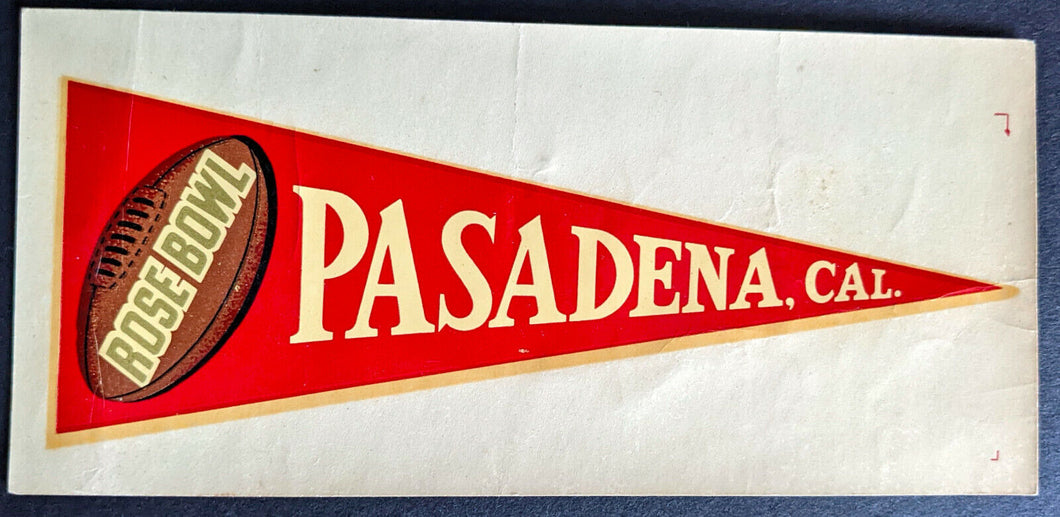 ROSE BOWL
PASADENA, CAL.